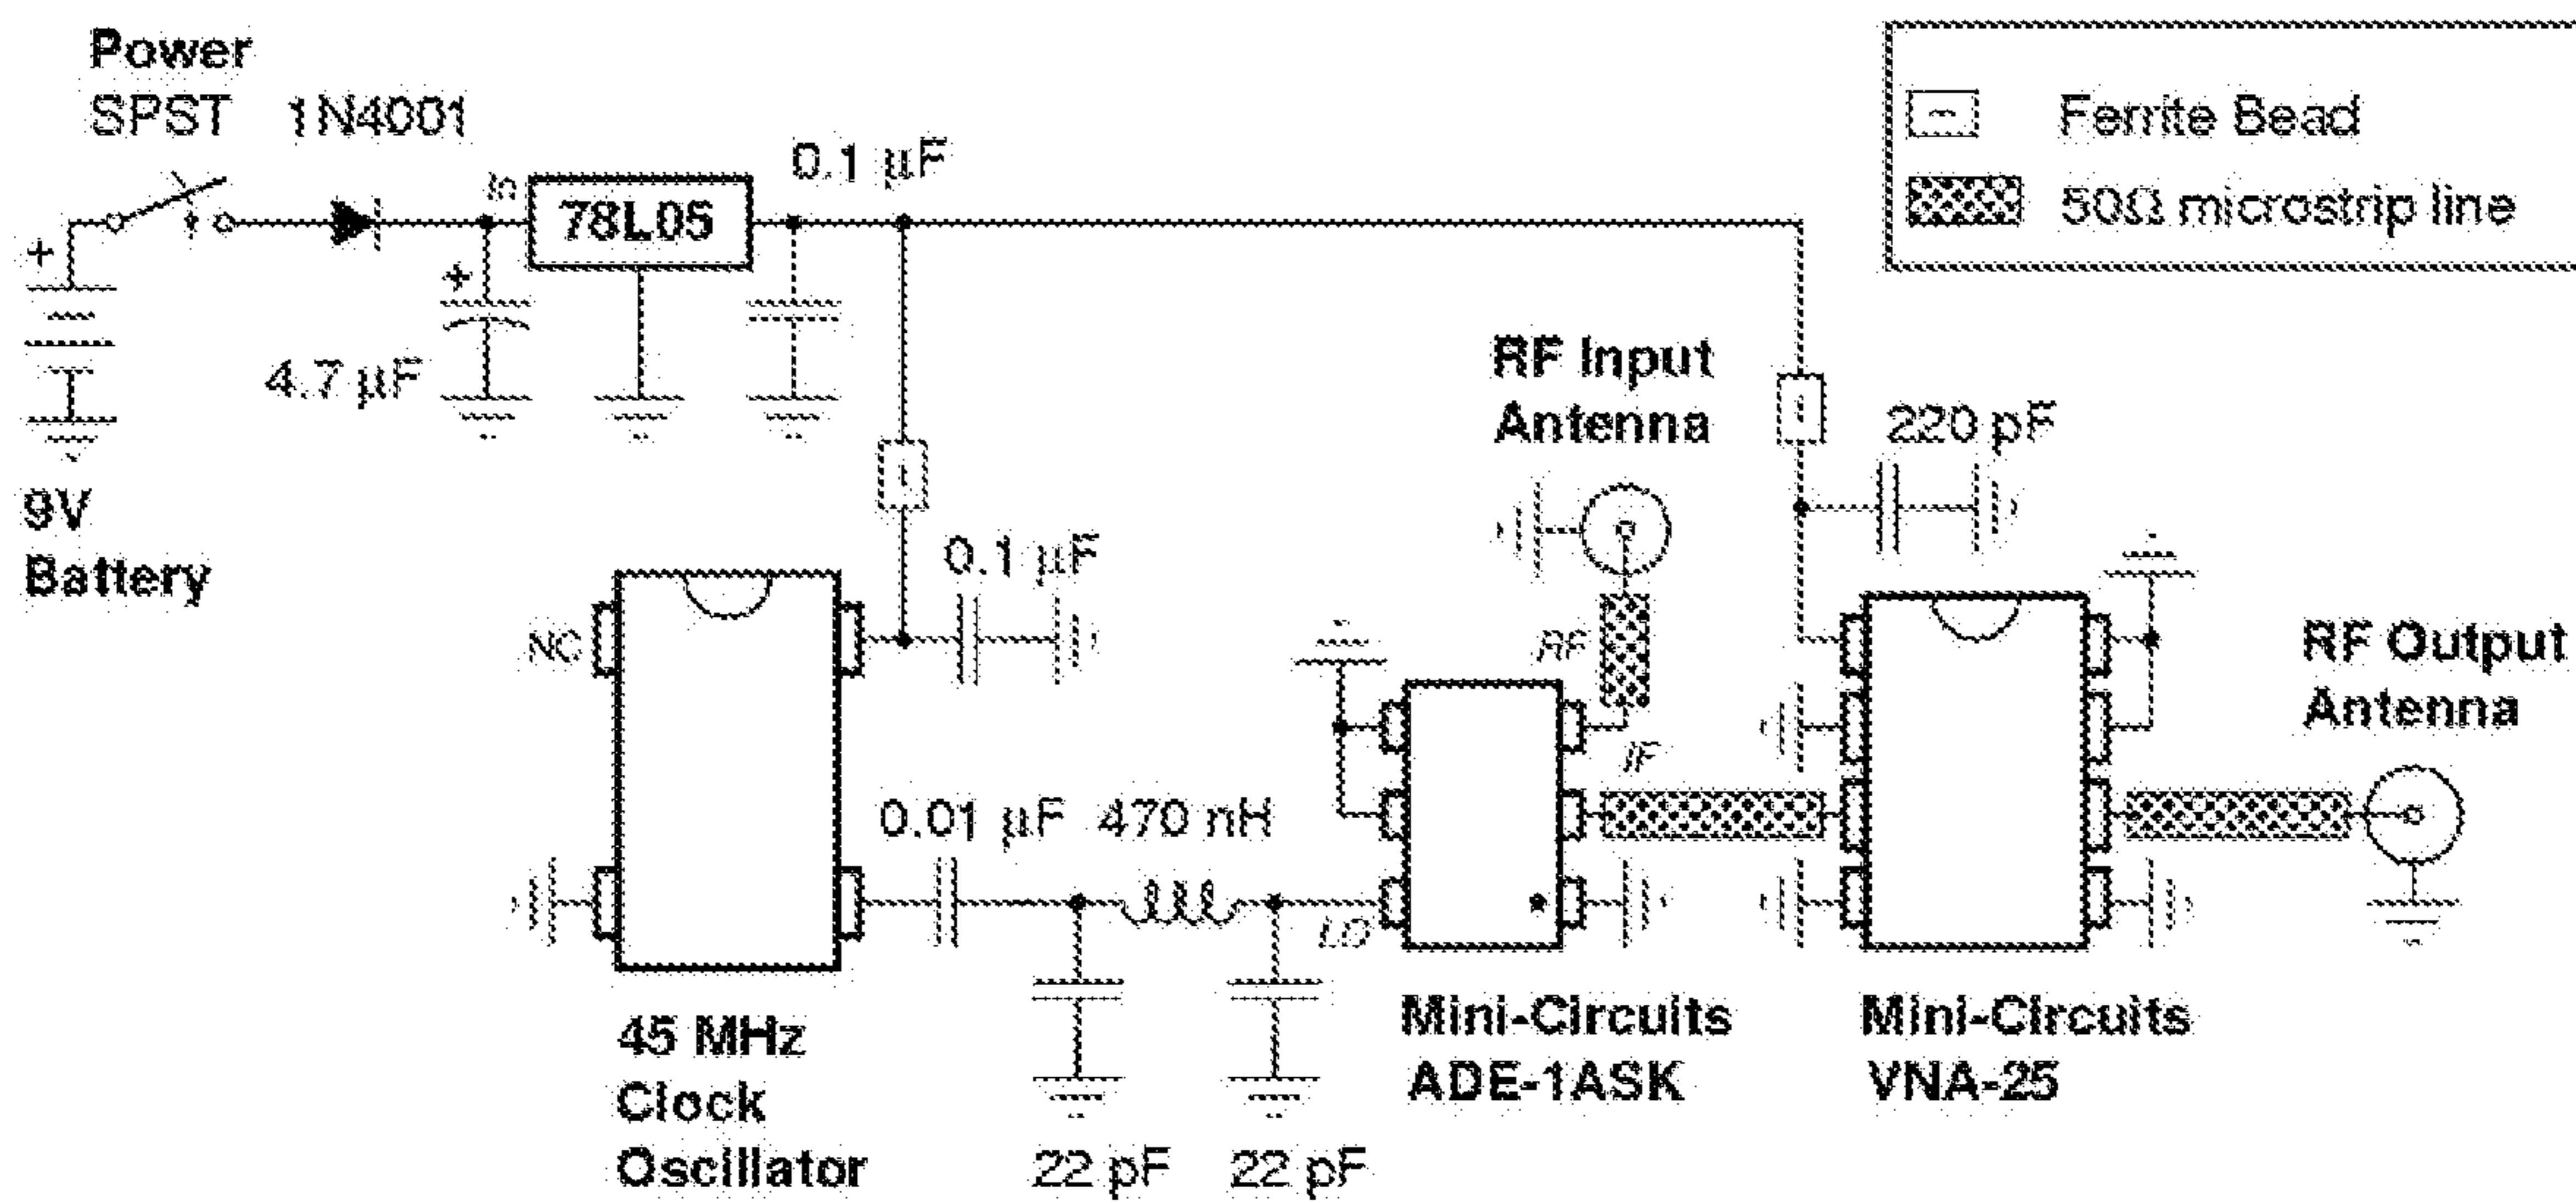 Power
SPST 1N4001
In
78L05
0.1 µF
Ferrite Bead
50Ω microstrip line
+
+
4.7 µF
9V
Battery
RF Input
Antenna
220 pF
NC
0.1 µF
RF
IF
RF Output
Antenna
0.01 µF 470 nH
LO
45 MHz
Clock
Oscillator
22 pF 22 pF
Mini-Circuits
ADE-1ASK
Mini-Circuits
VNA-25